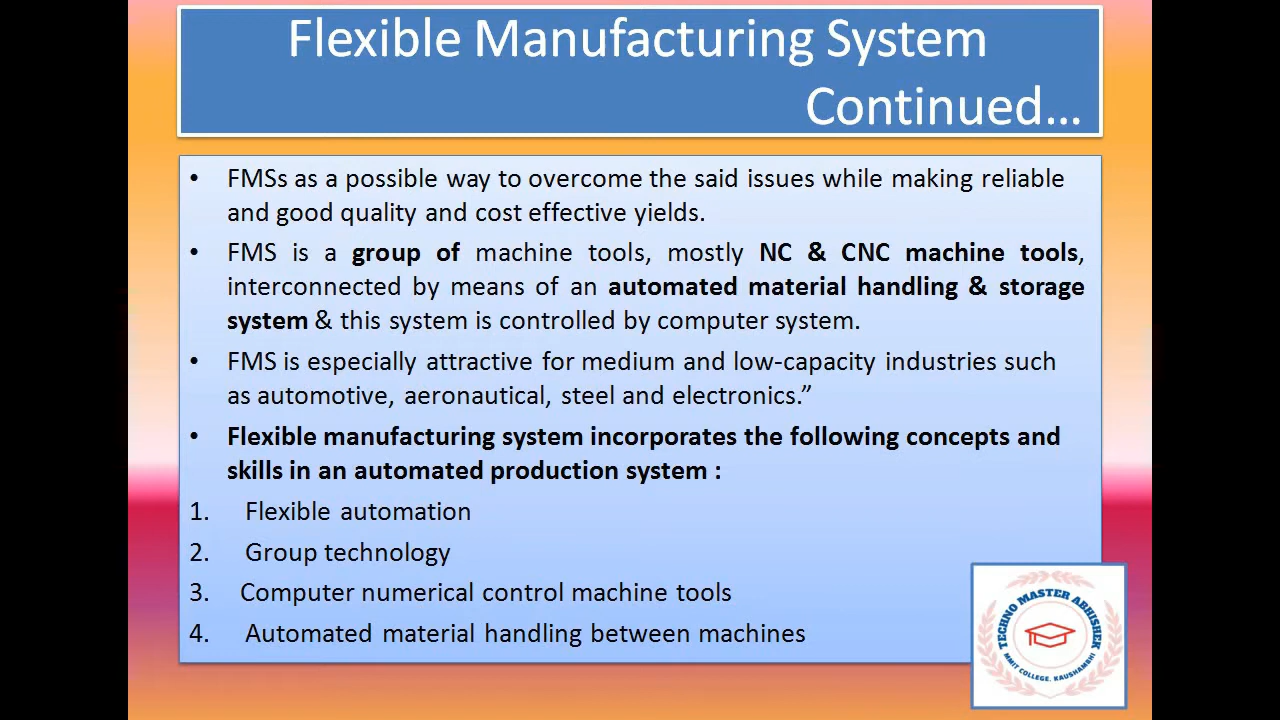 Flexible Manufacturing System
Continued...
• FMSs as a possible way to overcome the said issues while making reliable
and good quality and cost effective yields.
• FMS is a group of machine tools, mostly NC & CNC machine tools,
interconnected by means of an automated material handling & storage
system & this system is controlled by computer system.
• FMS is especially attractive for medium and low-capacity industries such
as automotive, aeronautical, steel and electronics.”
• Flexible manufacturing system incorporates the following concepts and
skills in an automated production system :
1. Flexible automation
2. Group technology
3. Computer numerical control machine tools
4. Automated material handling between machines
TECHNO MASTER ABHISHEK
MMIT COLLEGE, KAUSHAMBHI